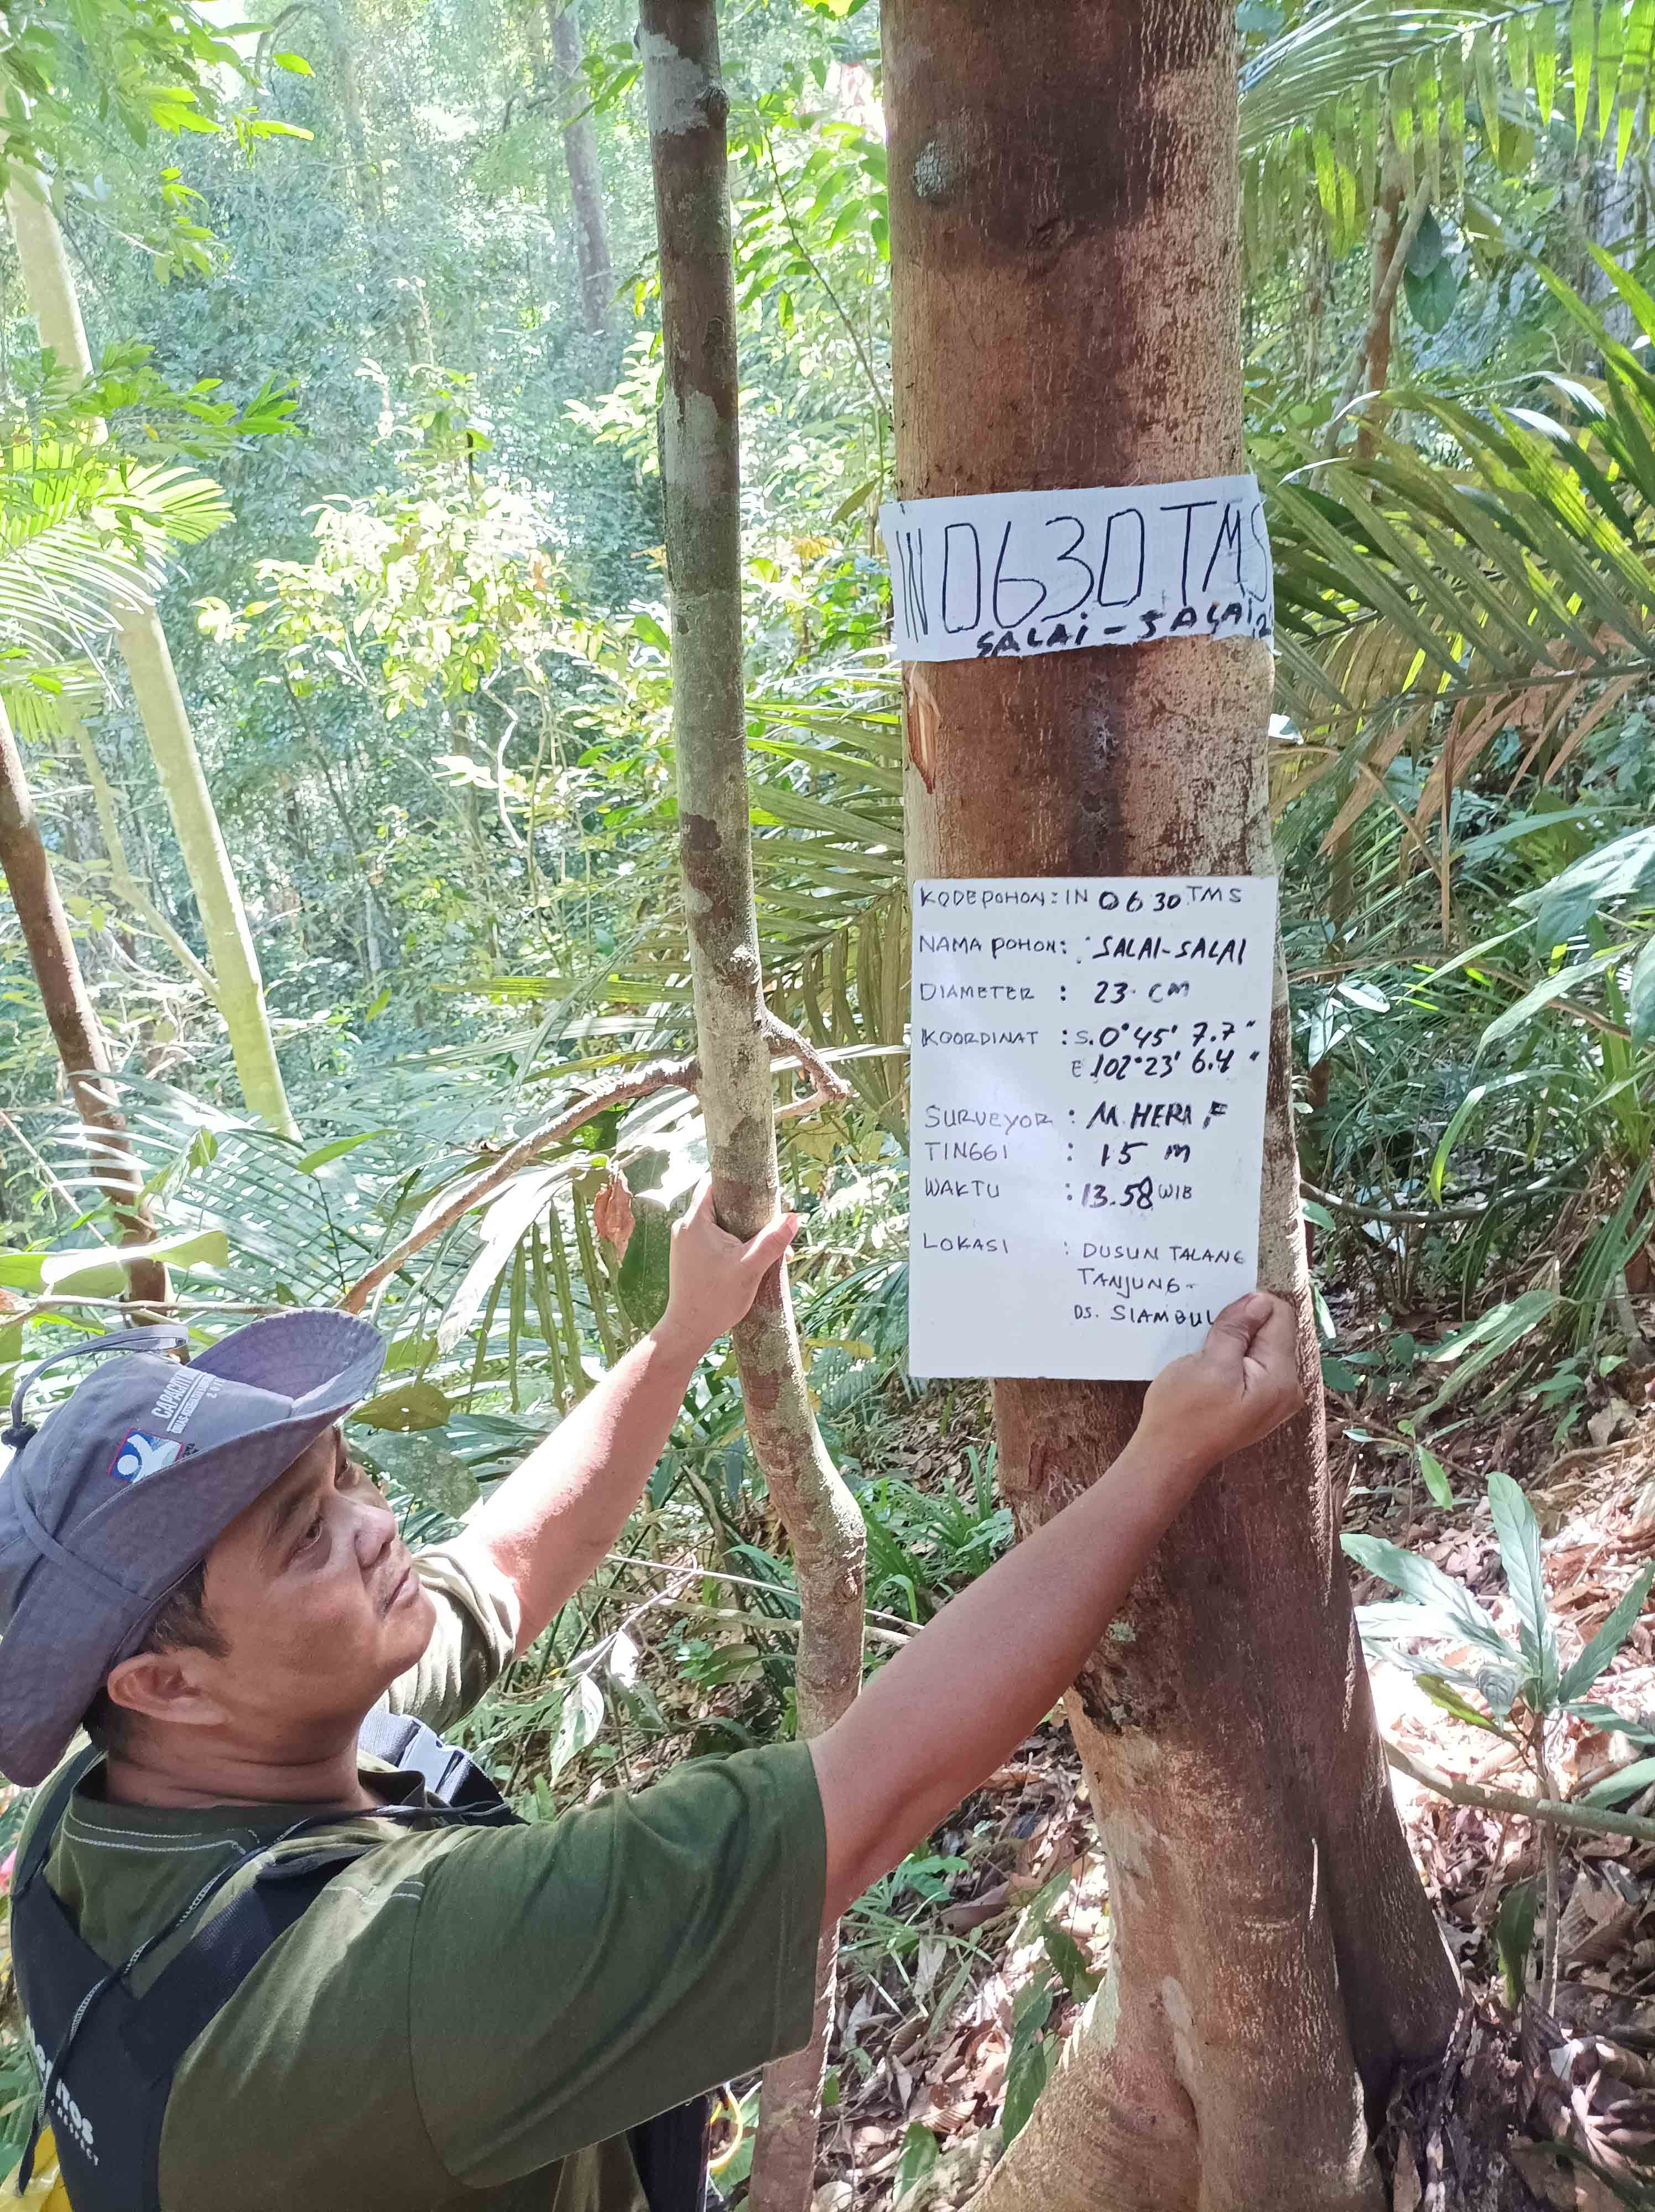 IN 0630 TMS
SALAI-SALAI
KODE POHON: IN 0630 TMS
NAMA POHON: SALAI-SALAI
DIAMETER : 23 CM
KOORDINAT : S. 0° 45' 7.7"
E 102° 23' 6.4"
SURVEYOR : M. HERA F
TINGGI : 15 m
WAKTU : 13.58 WIB
LOKASI : DUSUN TALANG
TANJUNG-
DS. SIAMBUL
CAPACITY